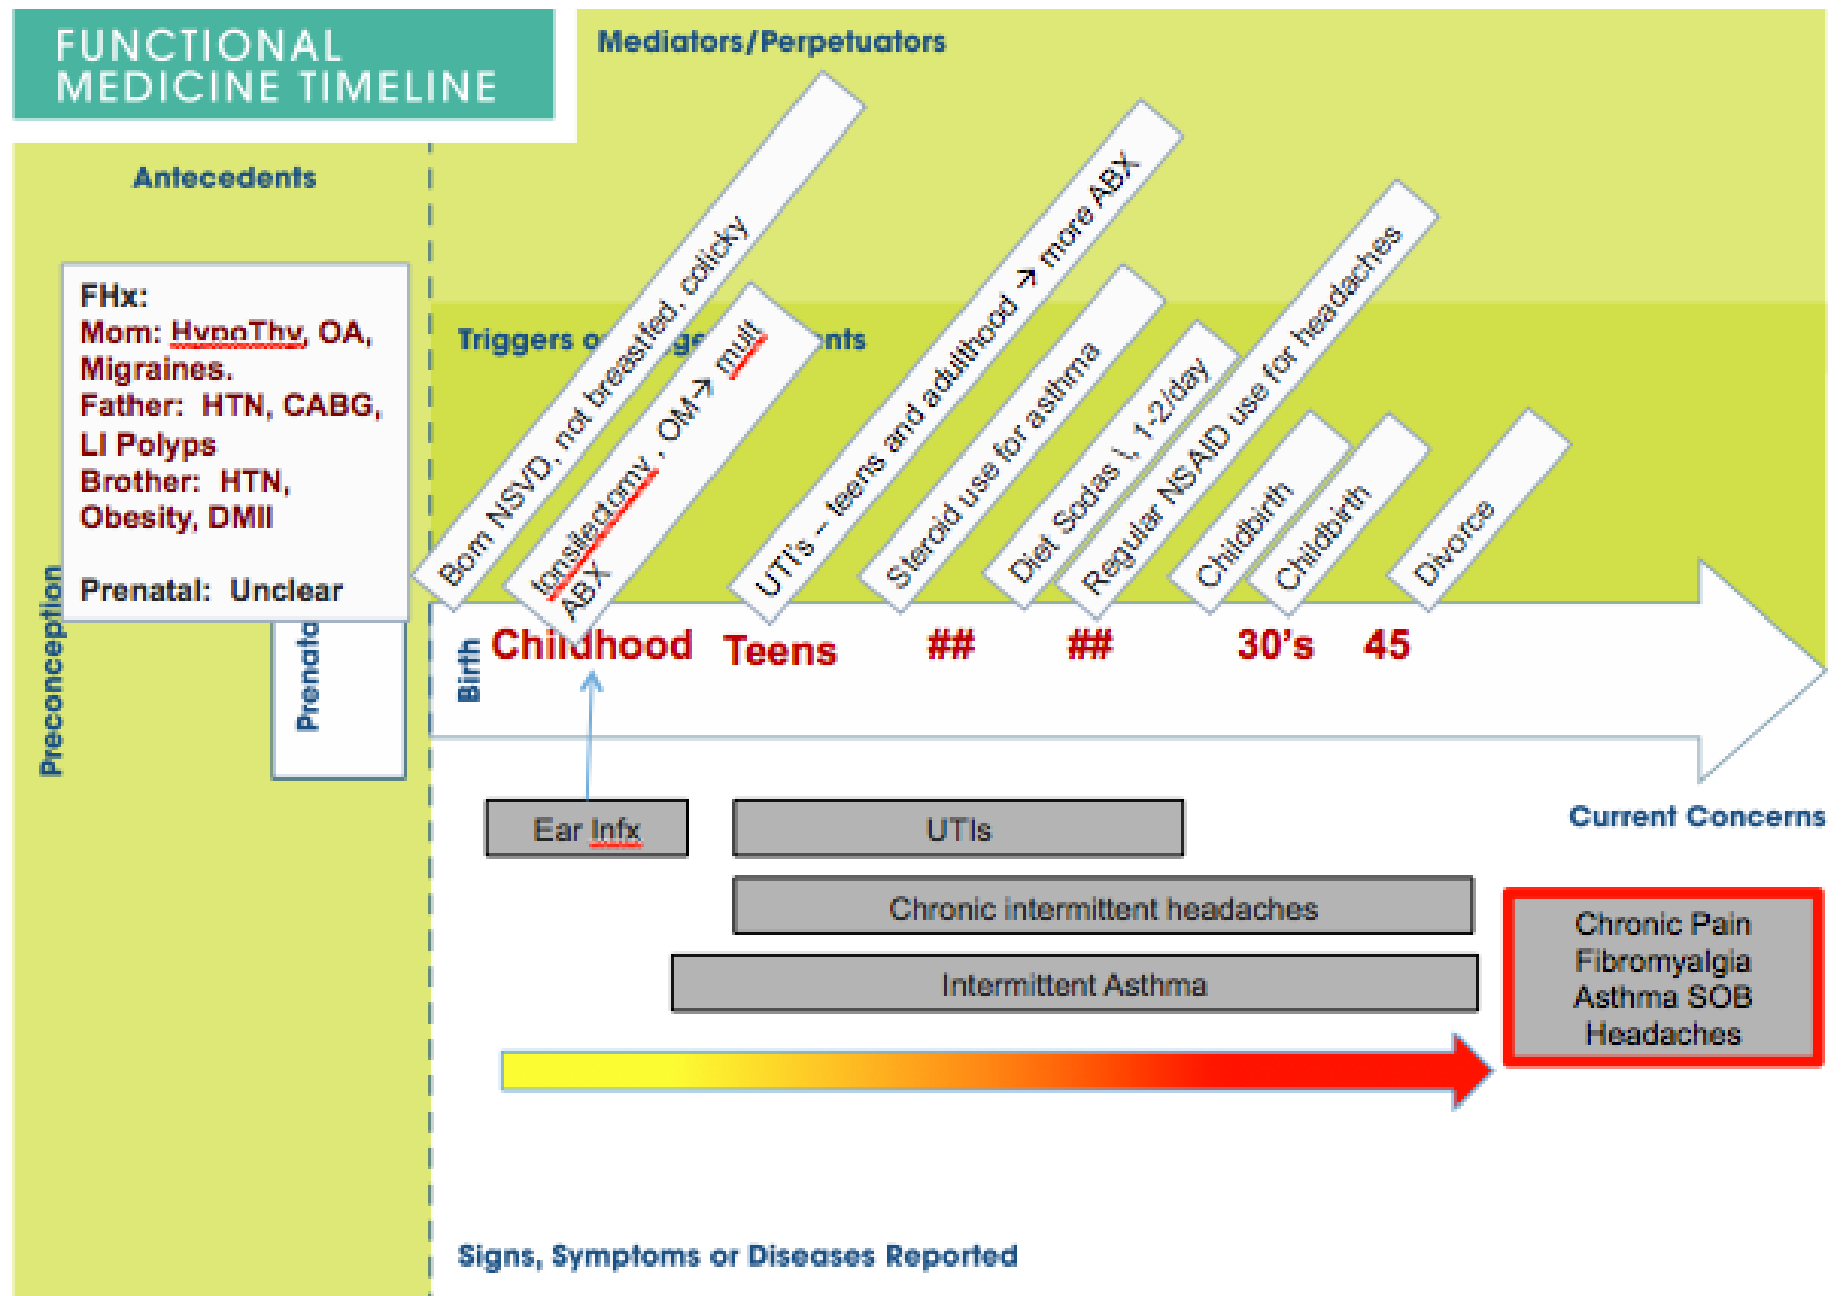 FUNCTIONAL
MEDICINE TIMELINE
Mediators/Perpetuators
Antecedents
FHx:
Mom: HypoThy, OA,
Migraines.
Father: HTN, CABG,
LI Polyps
Brother: HTN,
Obesity, DMII
Prenatal: Unclear
Preconception
Prenata
Triggers o
nts
Born NSVD, not breastfed, colicky
tonsilectomy , OM→ mult
ABX
UTI's – teens and adulthood → more ABX
Steroid use for asthma
Diet Sodas \, 1-2/day
Regular NSAID use for headaches
Childbirth
Childbirth
Divorce
Birth
Childhood
Teens
##
##
30's
45
Ear Infx
UTIs
Chronic intermittent headaches
Intermittent Asthma
Current Concerns
Chronic Pain
Fibromyalgia
Asthma SOB
Headaches
Signs, Symptoms or Diseases Reported